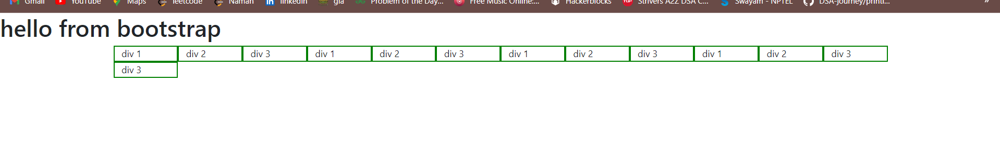 Gmail YouTube Maps leetcode Naman linkedin gla Problem of the Day... Free Music Online:... Hackerblocks Strivers A2Z DSA C... Swayam - NPTEL DSA-journey/printi... »
hello from bootstrap
div 1 div 2 div 3 div 1 div 2 div 3 div 1 div 2 div 3 div 1 div 2 div 3
div 3